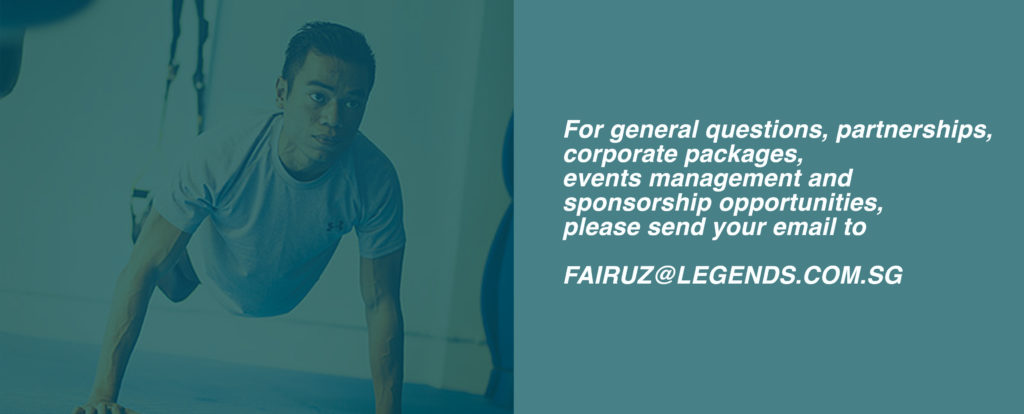 For general questions, partnerships,
corporate packages,
events management and
sponsorship opportunities,
please send your email to
FAIRUZ@LEGENDS.COM.SG